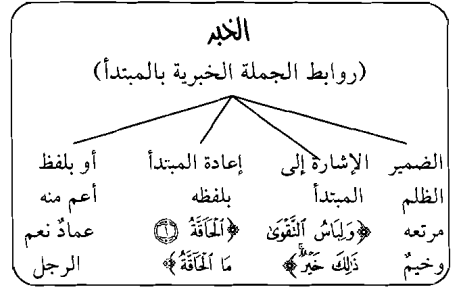 الخبر
(روابط الجملة الخبرية بالمبتدأ)
الضمير الإشارة إلى إعادة المبتدأ أو بلفظ
الظلم المبتدأ بلفظه أعم منه
مرتعه ﴿وَلِبَاسُ التَّقْوَىٰ ﴿الْحَاقَّةُ ۝١ عمادٌ نعم
وخيمٌ ذَٰلِكَ خَيْرٌ﴾ مَا الْحَاقَّةُ﴾ الرجل